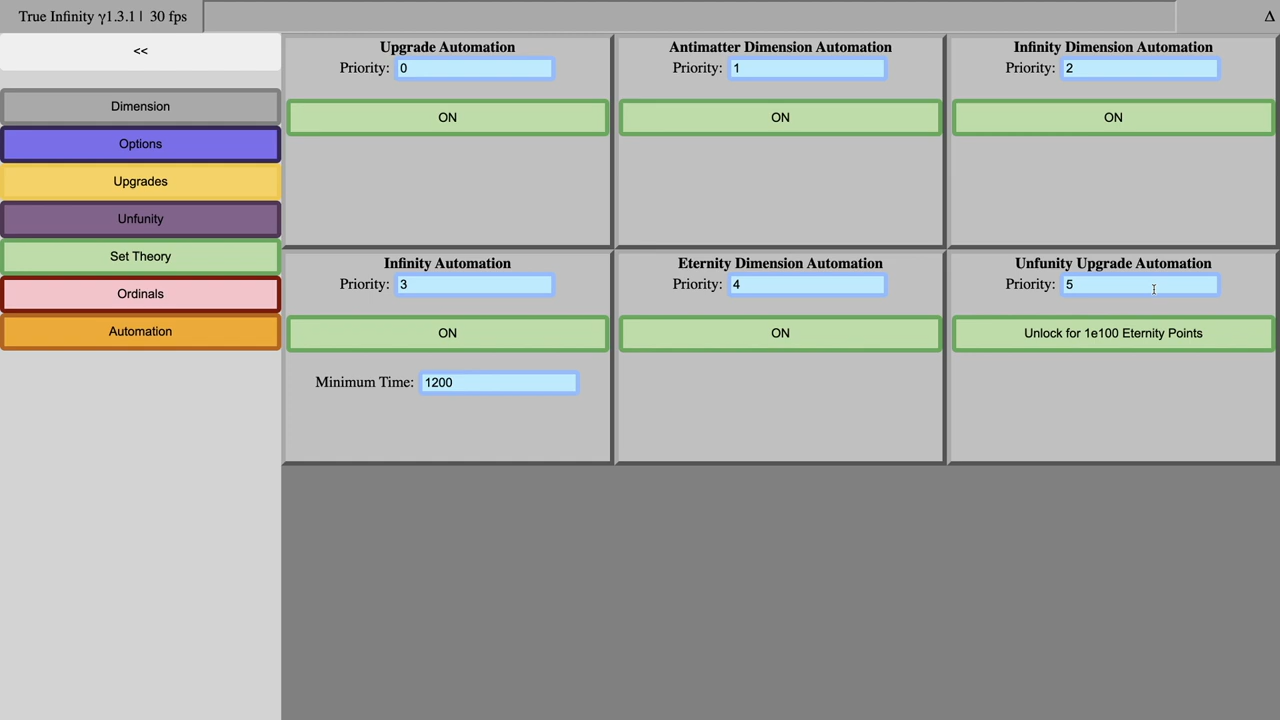 True Infinity γ1.3.1 | 30 fps
Δ
<<
Dimension
Options
Upgrades
Unfunity
Set Theory
Ordinals
Automation
Upgrade Automation
Priority: 0
ON
Antimatter Dimension Automation
Priority: 1
ON
Infinity Dimension Automation
Priority: 2
ON
Infinity Automation
Priority: 3
ON
Minimum Time: 1200
Eternity Dimension Automation
Priority: 4
ON
Unfunity Upgrade Automation
Priority: 5
Unlock for 1e100 Eternity Points